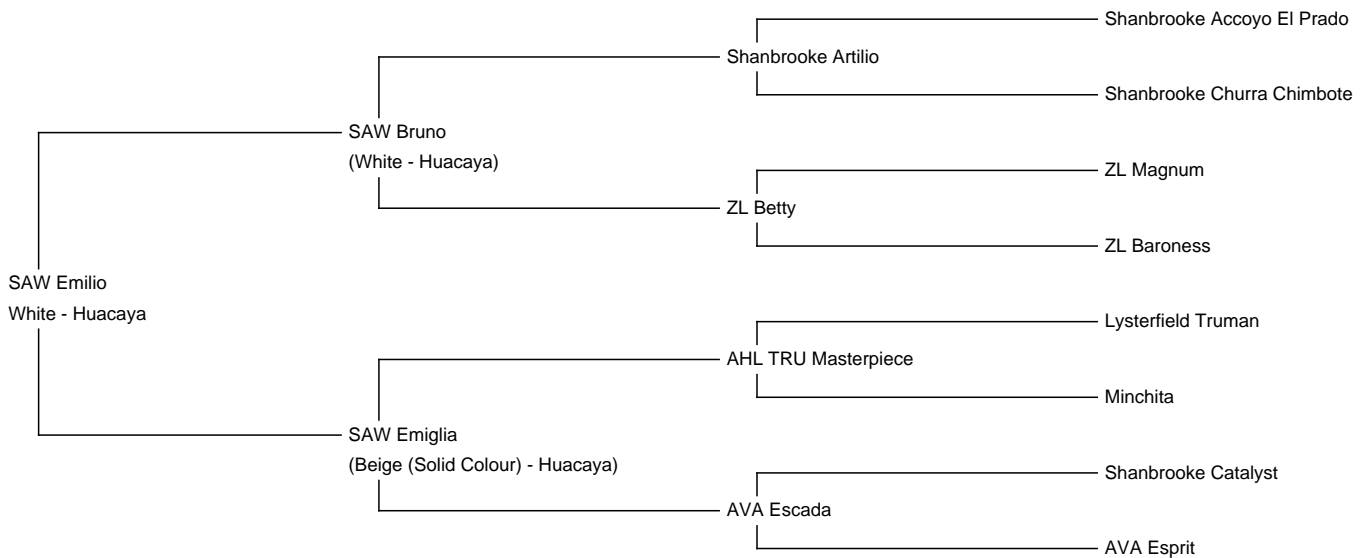 Shanbrooke Accoyo El Prado
Shanbrooke Artilio
Shanbrooke Churra Chimbote
SAW Bruno
(White - Huacaya)
ZL Magnum
ZL Betty
ZL Baroness
SAW Emilio
White - Huacaya
Lysterfield Truman
AHL TRU Masterpiece
Minchita
SAW Emiglia
(Beige (Solid Colour) - Huacaya)
Shanbrooke Catalyst
AVA Escada
AVA Esprit